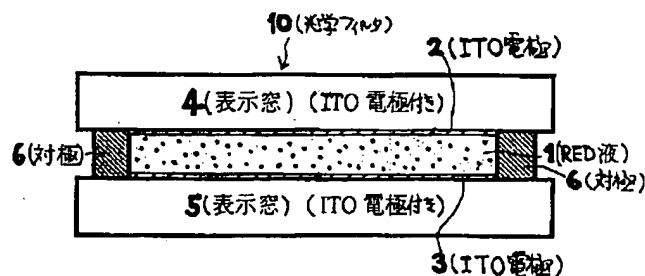 10(光学フィルタ)
2(ITO電極)
4(表示窓)(ITO電極付き)
6(対極)
1(RED液)
6(対極)
5(表示窓)(ITO電極付き)
3(ITO電極)